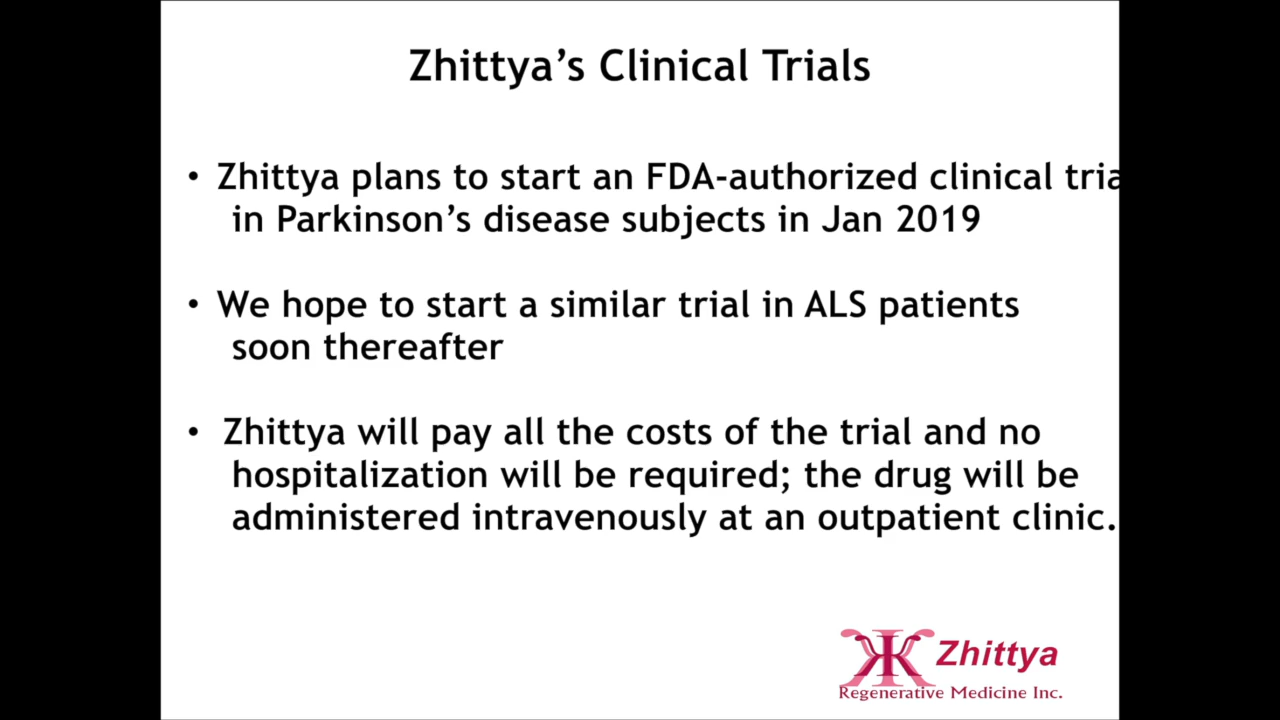 Zhittya's Clinical Trials
• Zhittya plans to start an FDA-authorized clinical tria
in Parkinson's disease subjects in Jan 2019
• We hope to start a similar trial in ALS patients
soon thereafter
• Zhittya will pay all the costs of the trial and no
hospitalization will be required; the drug will be
administered intravenously at an outpatient clinic.
Zhittya
Regenerative Medicine Inc.